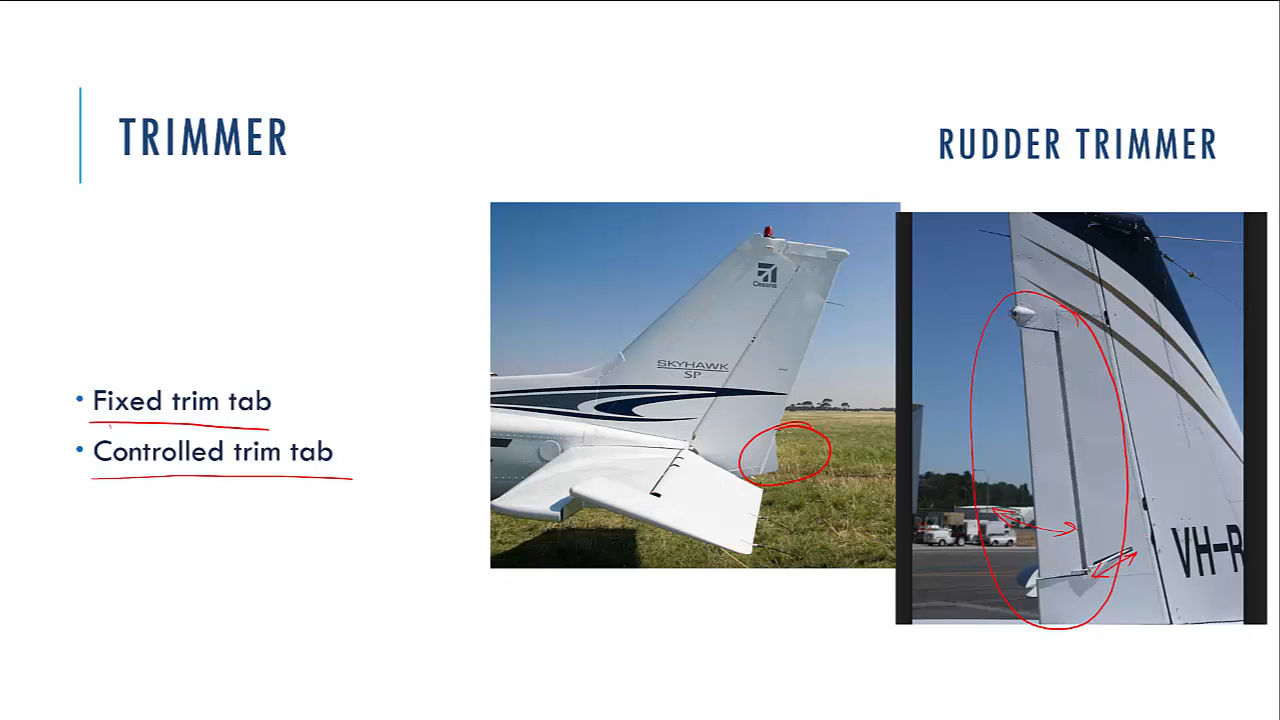 TRIMMER
RUDDER TRIMMER
• Fixed trim tab
• Controlled trim tab
Cessna
SKYHAWK
SP
VH-R